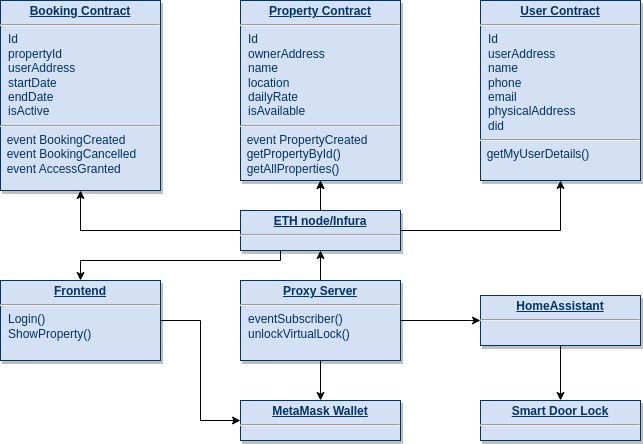 Booking Contract
Id
propertyId
userAddress
startDate
endDate
isActive
event BookingCreated
event BookingCancelled
event AccessGranted
Property Contract
Id
ownerAddress
name
location
dailyRate
isAvailable
event PropertyCreated
getPropertyById()
getAllProperties()
User Contract
Id
userAddress
name
phone
email
physicalAddress
did
getMyUserDetails()
ETH node/Infura
Frontend
Login()
ShowProperty()
Proxy Server
eventSubscriber()
unlockVirtualLock()
HomeAssistant
MetaMask Wallet
Smart Door Lock